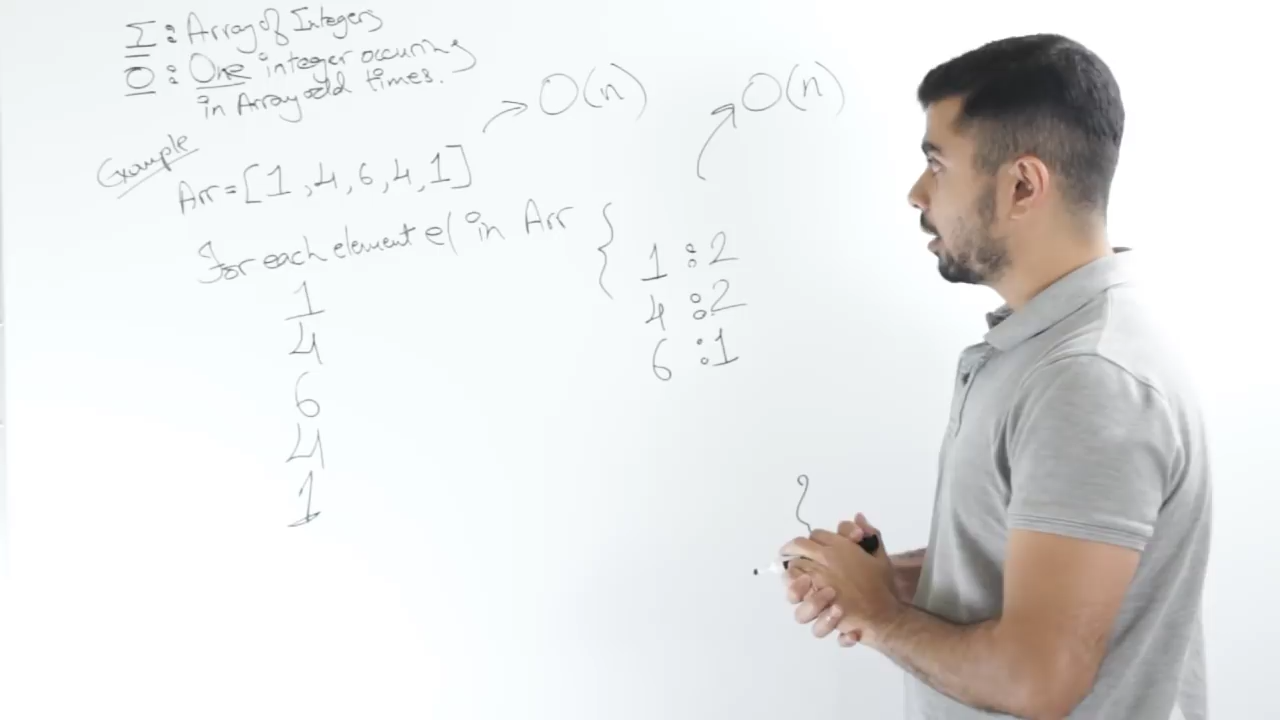 I : Array of Integers
O : One integer occuring
in Array odd times.
O(n)
O(n)
Example
Arr = [1, 4, 6, 4, 1]
For each element el in Arr {
1
4
6
4
1
1 : 2
4 : 2
6 : 1